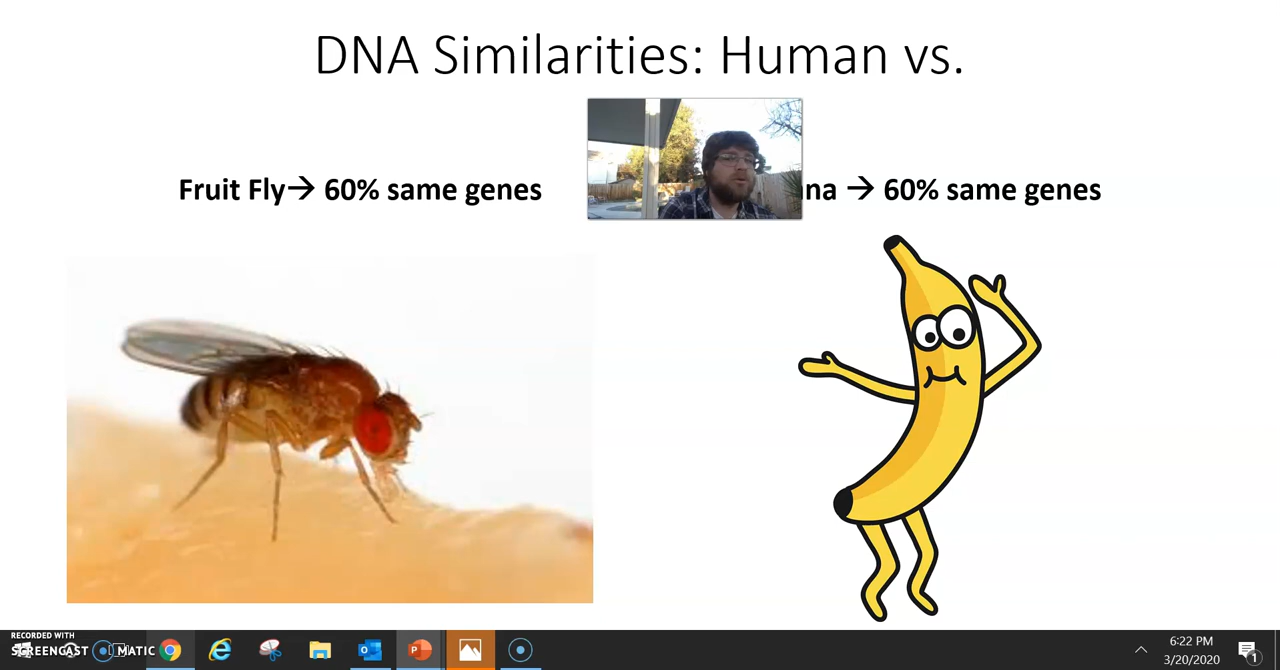 DNA Similarities: Human vs.
Fruit Fly→ 60% same genes
na → 60% same genes
RECORDED WITH
SCREENCAST MATIC
6:22 PM
3/20/2020
1